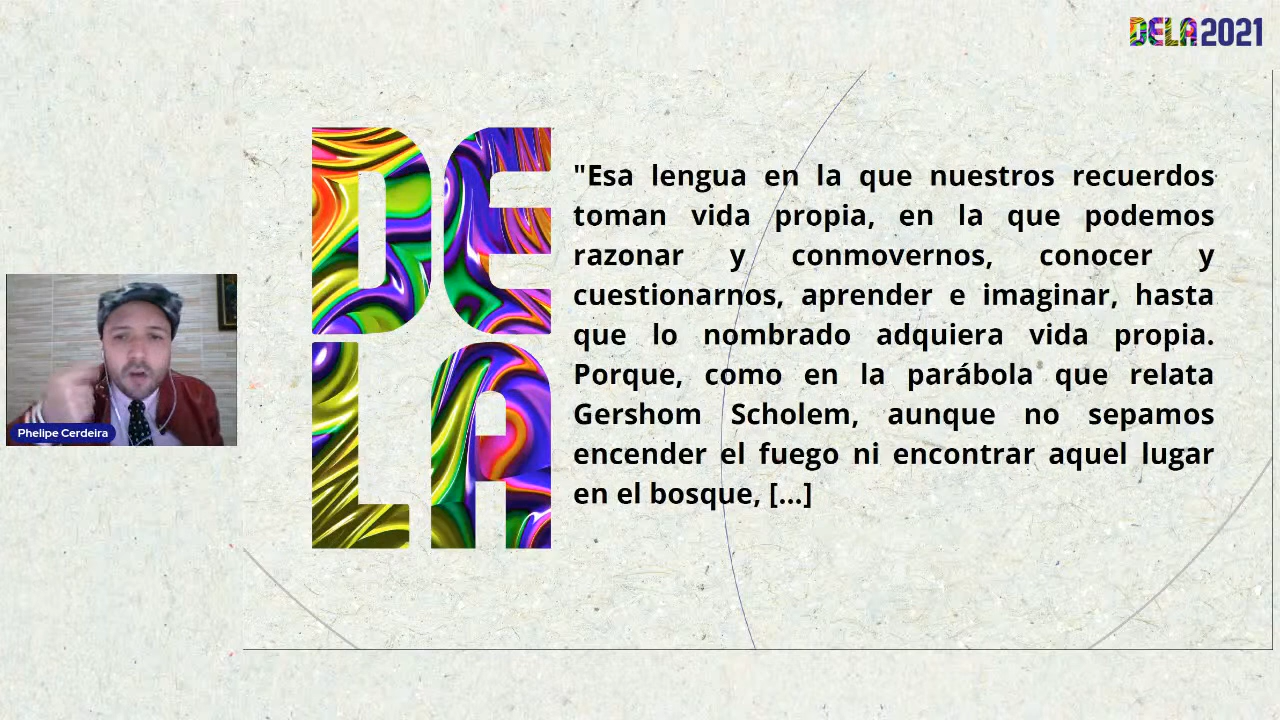 DELA 2021
DE
LA
"Esa lengua en la que nuestros recuerdos
toman vida propia, en la que podemos
razonar y conmovernos, conocer y
cuestionarnos, aprender e imaginar, hasta
que lo nombrado adquiera vida propia.
Porque, como en la parábola que relata
Gershom Scholem, aunque no sepamos
encender el fuego ni encontrar aquel lugar
en el bosque, [...]
Phelipe Cerdeira